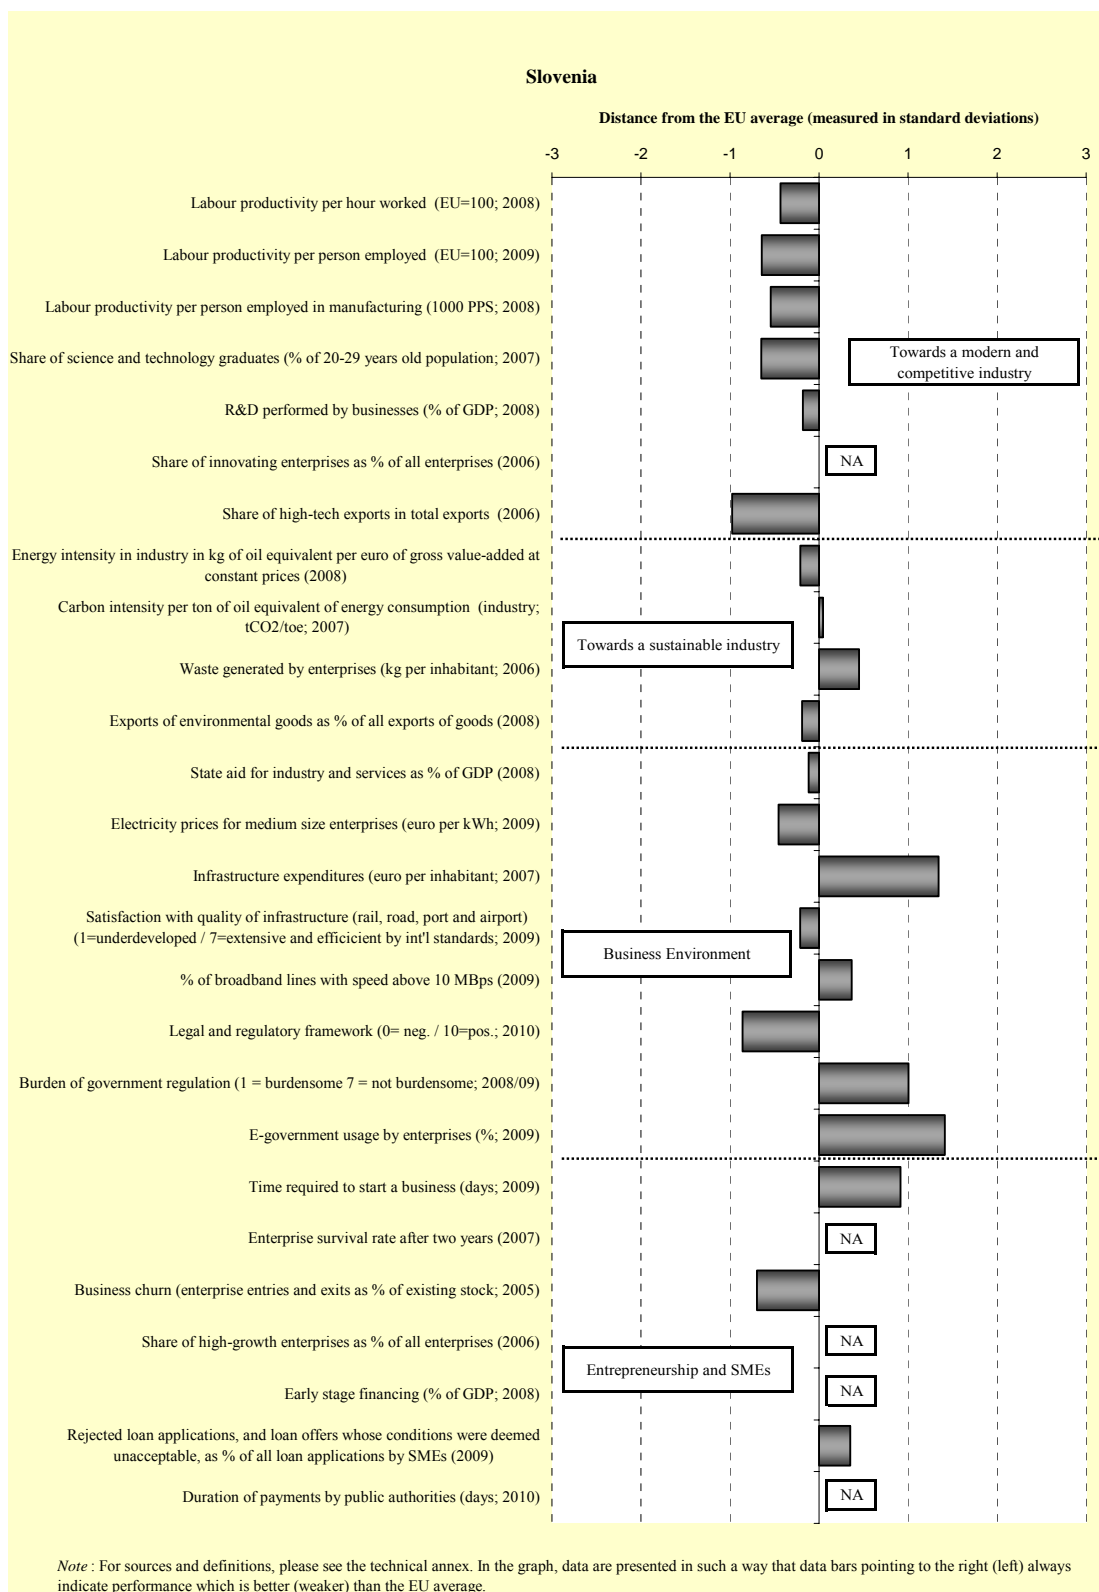 Slovenia
Distance from the EU average (measured in standard deviations)
-3 -2 -1 0 1 2 3
Labour productivity per hour worked (EU=100; 2008)
Labour productivity per person employed (EU=100; 2009)
Labour productivity per person employed in manufacturing (1000 PPS; 2008)
Share of science and technology graduates (% of 20-29 years old population; 2007)
Towards a modern and
competitive industry
R&D performed by businesses (% of GDP; 2008)
Share of innovating enterprises as % of all enterprises (2006)
NA
Share of high-tech exports in total exports (2006)
Energy intensity in industry in kg of oil equivalent per euro of gross value-added at
constant prices (2008)
Carbon intensity per ton of oil equivalent of energy consumption (industry;
tCO2/toe; 2007)
Towards a sustainable industry
Waste generated by enterprises (kg per inhabitant; 2006)
Exports of environmental goods as % of all exports of goods (2008)
State aid for industry and services as % of GDP (2008)
Electricity prices for medium size enterprises (euro per kWh; 2009)
Infrastructure expenditures (euro per inhabitant; 2007)
Satisfaction with quality of infrastructure (rail, road, port and airport)
(1=underdeveloped / 7=extensive and efficicient by int'l standards; 2009)
Business Environment
% of broadband lines with speed above 10 MBps (2009)
Legal and regulatory framework (0= neg. / 10=pos.; 2010)
Burden of government regulation (1 = burdensome 7 = not burdensome; 2008/09)
E-government usage by enterprises (%; 2009)
Time required to start a business (days; 2009)
Enterprise survival rate after two years (2007)
NA
Business churn (enterprise entries and exits as % of existing stock; 2005)
Share of high-growth enterprises as % of all enterprises (2006)
NA
Entrepreneurship and SMEs
Early stage financing (% of GDP; 2008)
NA
Rejected loan applications, and loan offers whose conditions were deemed
unacceptable, as % of all loan applications by SMEs (2009)
Duration of payments by public authorities (days; 2010)
NA
Note : For sources and definitions, please see the technical annex. In the graph, data are presented in such a way that data bars pointing to the right (left) always
indicate performance which is better (weaker) than the EU average.